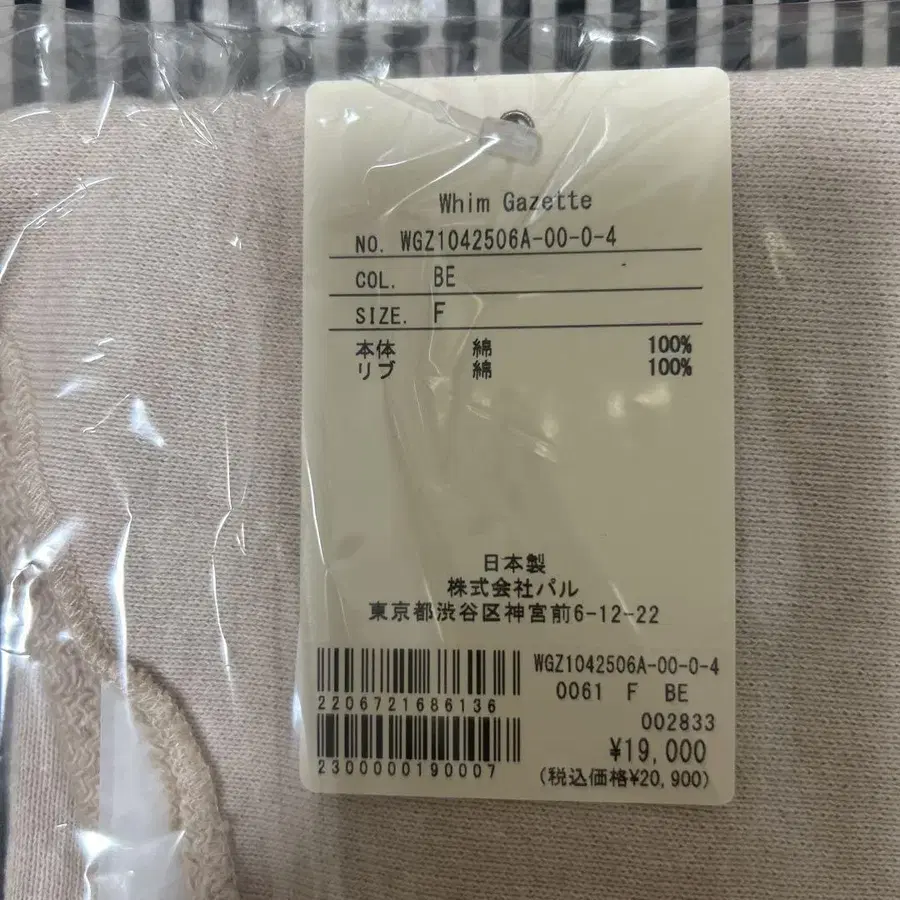 Whim Gazette
NO. WGZ1042506A-00-0-4
COL. BE
SIZE. F
本体 綿 100%
リブ 綿 100%
日本製
株式会社パル
東京都渋谷区神宮前6-12-22
WGZ1042506A-00-0-4
0061 F BE
2206721686136
002833
¥19,000
2300000190007
(税込価格¥20,900)